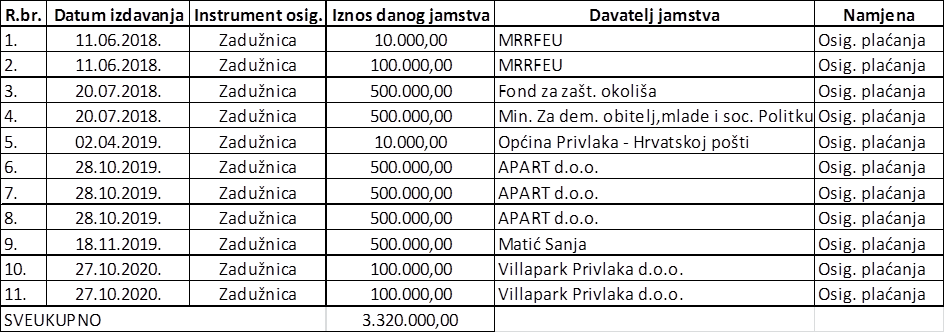 R.br. Datum izdavanja Instrument osig. Iznos danog jamstva Davatelj jamstva Namjena
1. 11.06.2018. Zadužnica 10.000,00 MRRFEU Osig. plaćanja
2. 11.06.2018. Zadužnica 100.000,00 MRRFEU Osig. plaćanja
3. 20.07.2018. Zadužnica 500.000,00 Fond za zašt. okoliša Osig. plaćanja
4. 20.07.2018. Zadužnica 500.000,00 Min. Za dem. obitelj,mlade i soc. Politku Osig. plaćanja
5. 02.04.2019. Zadužnica 10.000,00 Općina Privlaka - Hrvatskoj pošti Osig. plaćanja
6. 28.10.2019. Zadužnica 500.000,00 APART d.o.o. Osig. plaćanja
7. 28.10.2019. Zadužnica 500.000,00 APART d.o.o. Osig. plaćanja
8. 28.10.2019. Zadužnica 500.000,00 APART d.o.o. Osig. plaćanja
9. 18.11.2019. Zadužnica 500.000,00 Matić Sanja Osig. plaćanja
10. 27.10.2020. Zadužnica 100.000,00 Villapark Privlaka d.o.o. Osig. plaćanja
11. 27.10.2020. Zadužnica 100.000,00 Villapark Privlaka d.o.o. Osig. plaćanja
SVEUKUPNO 3.320.000,00